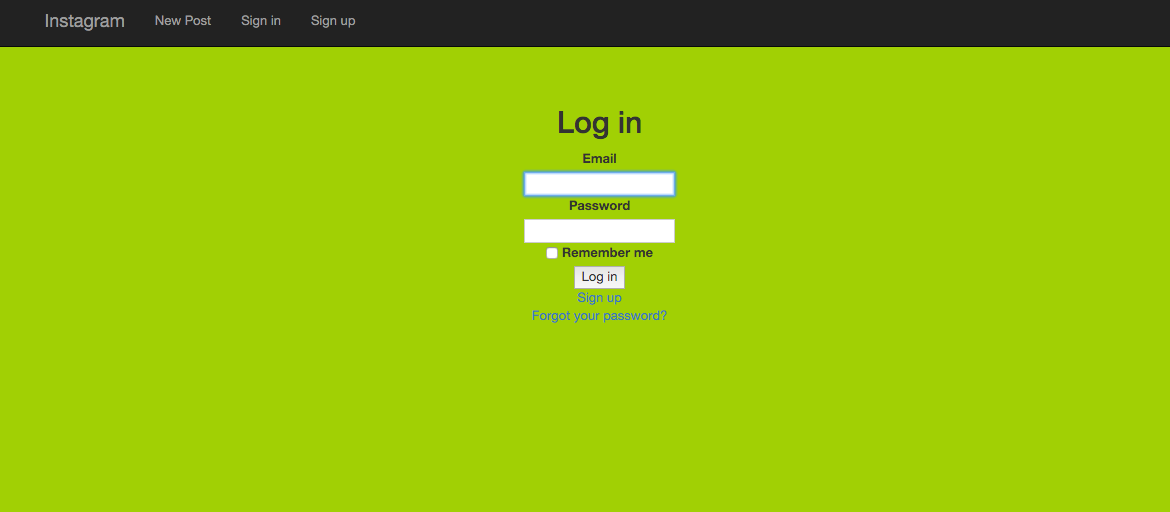 Instagram New Post Sign in Sign up
Log in
Email
Password
Remember me
Log in
Sign up
Forgot your password?